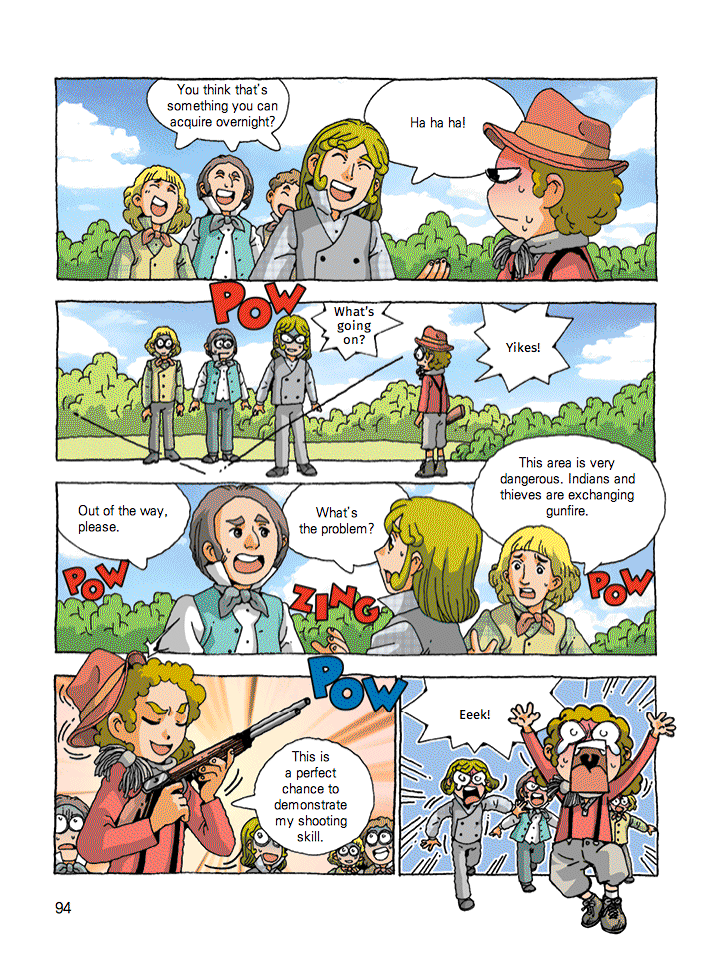 You think that's
something you can
acquire overnight?
Ha ha ha!
POW
What's
going
on?
Yikes!
Out of the way,
please.
What's
the problem?
This area is very
dangerous. Indians and
thieves are exchanging
gunfire.
POW
ZING
POW
POW
This is
a perfect
chance to
demonstrate
my shooting
skill.
Eeek!
94